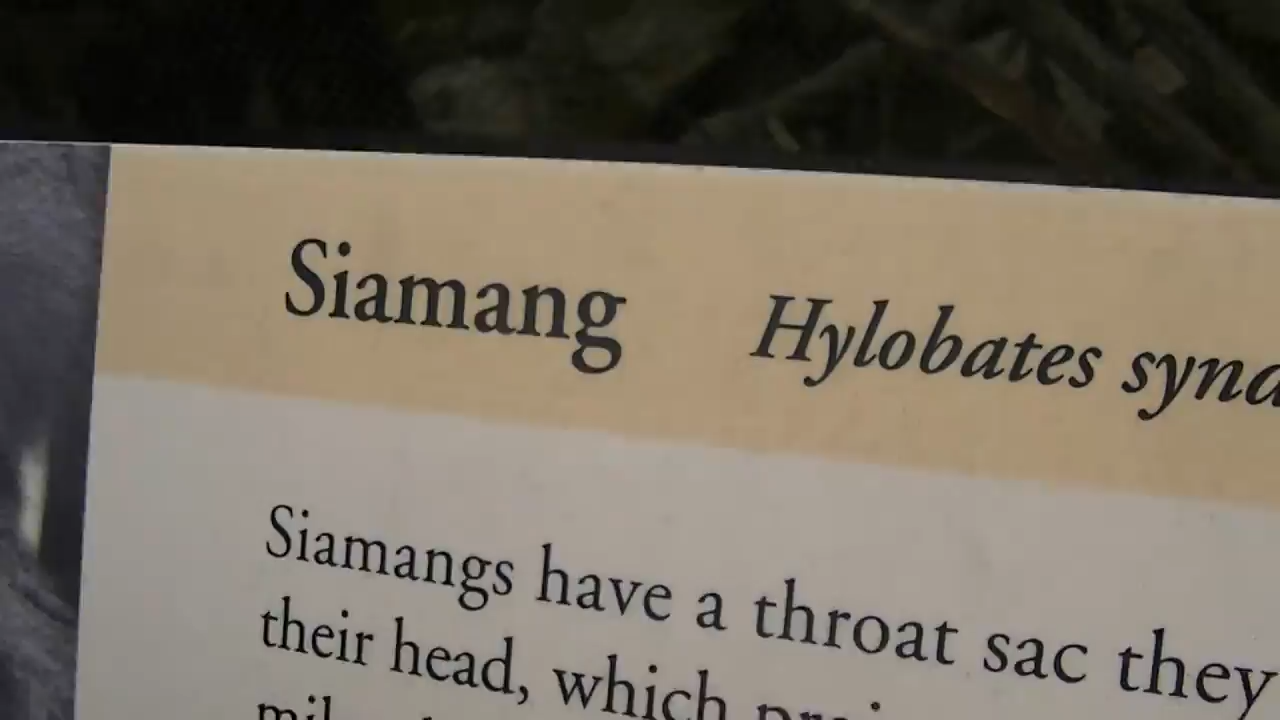 Siamang Hylobates
Siamangs have a throat sac they
their head, which